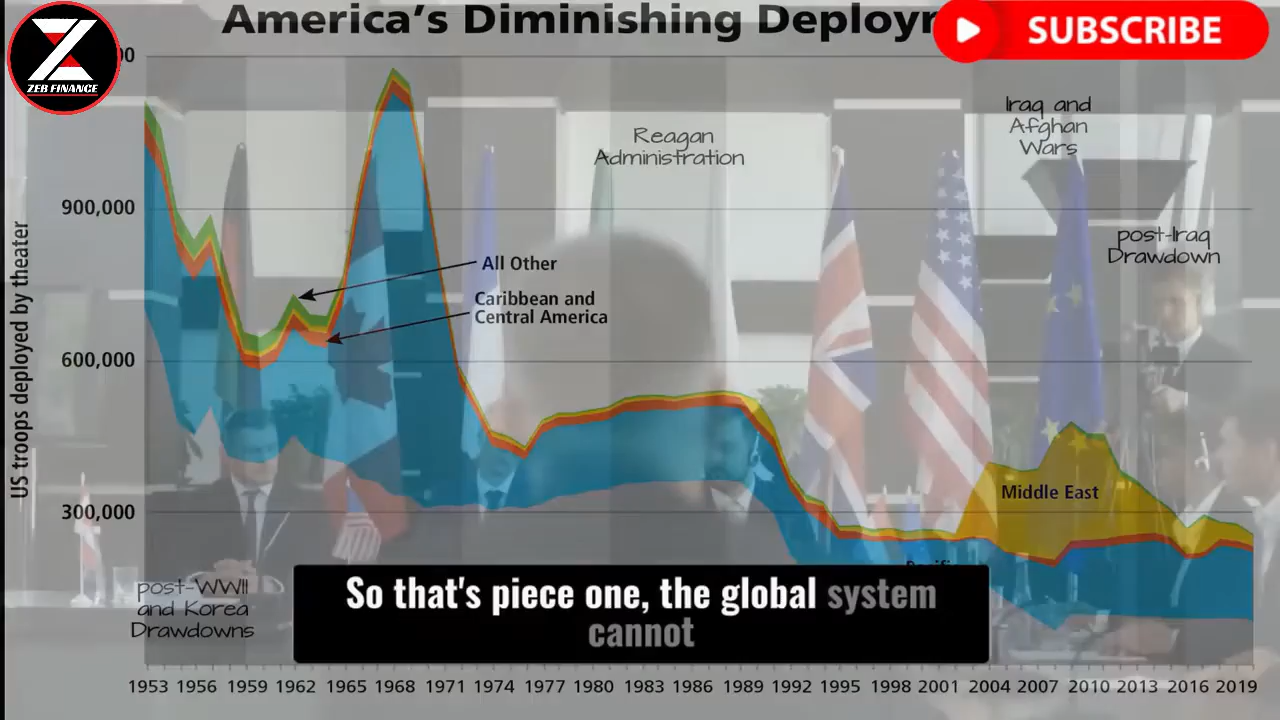 America's Diminishing Deploym
SUBSCRIBE
Z
ZEB FINANCE
00
Iraq and
Afghan
Wars
Reagan
Administration
900,000
post-Iraq
Drawdown
All Other
Caribbean and
Central America
US troops deployed by theater
600,000
Middle East
300,000
post-WWII
and Korea
Drawdowns
So that's piece one, the global system
cannot
1953 1956 1959 1962 1965 1968 1971 1974 1977 1980 1983 1986 1989 1992 1995 1998 2001 2004 2007 2010 2013 2016 2019